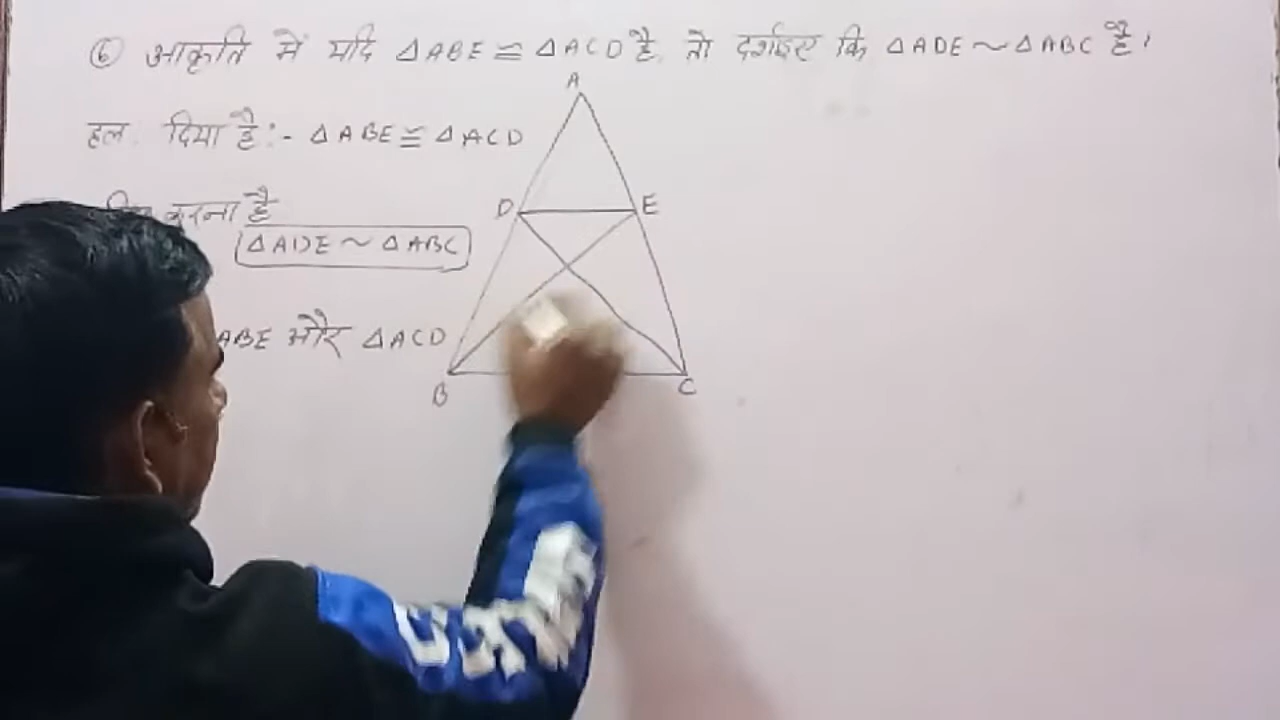 ⑥ आकृति में यदि △ABE ≅ △ACD है, तो दर्शाइए कि △ADE ~ △ABC है।
हल दिया है:- △ABE ≅ △ACD
करना है
△ADE ~ △ABC
ABE और △ACD
A
D
E
B
C